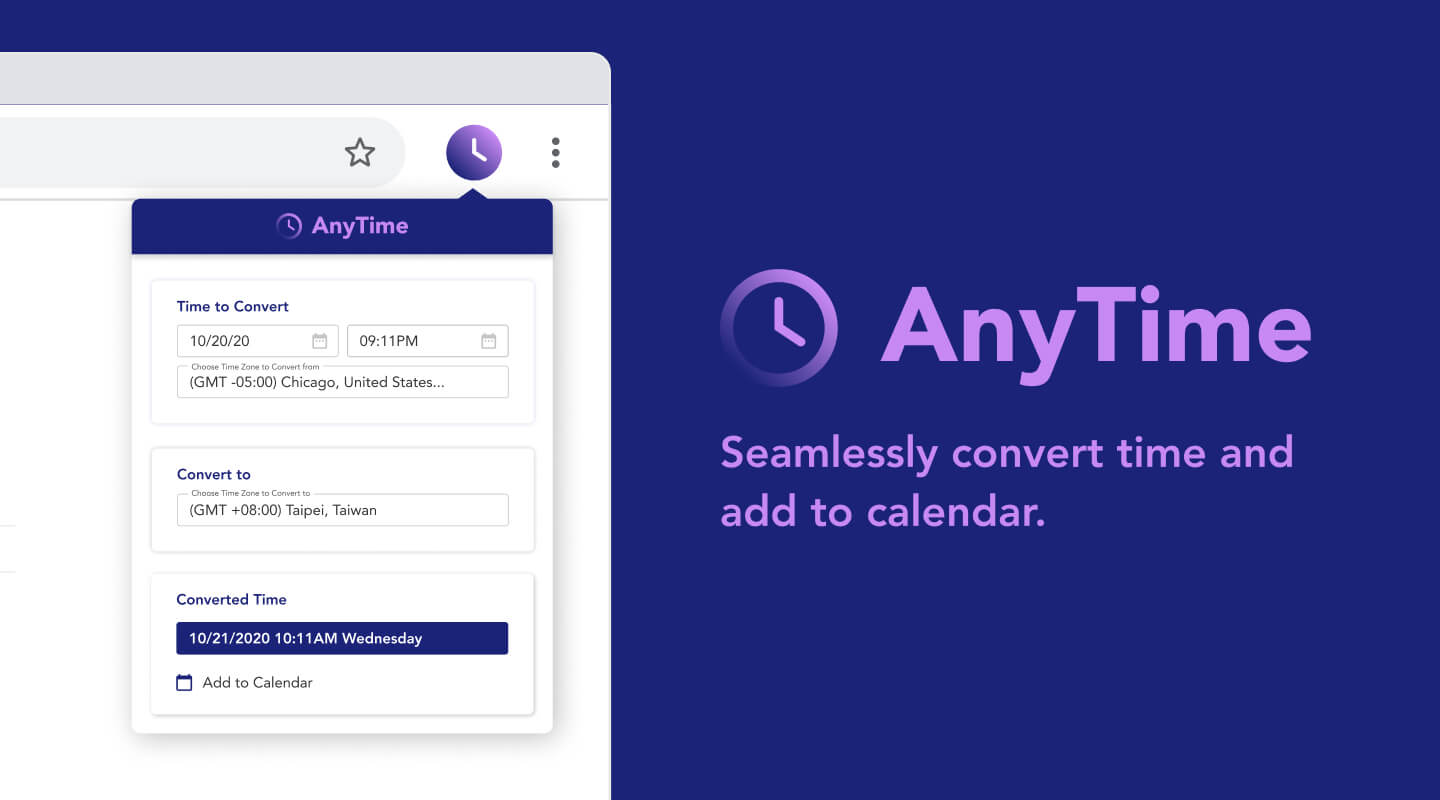 AnyTime
Time to Convert
10/20/20
09:11PM
Choose Time Zone to Convert from
(GMT -05:00) Chicago, United States...
Convert to
Choose Time Zone to Convert to
(GMT +08:00) Taipei, Taiwan
Converted Time
10/21/2020 10:11AM Wednesday
Add to Calendar
AnyTime
Seamlessly convert time and
add to calendar.